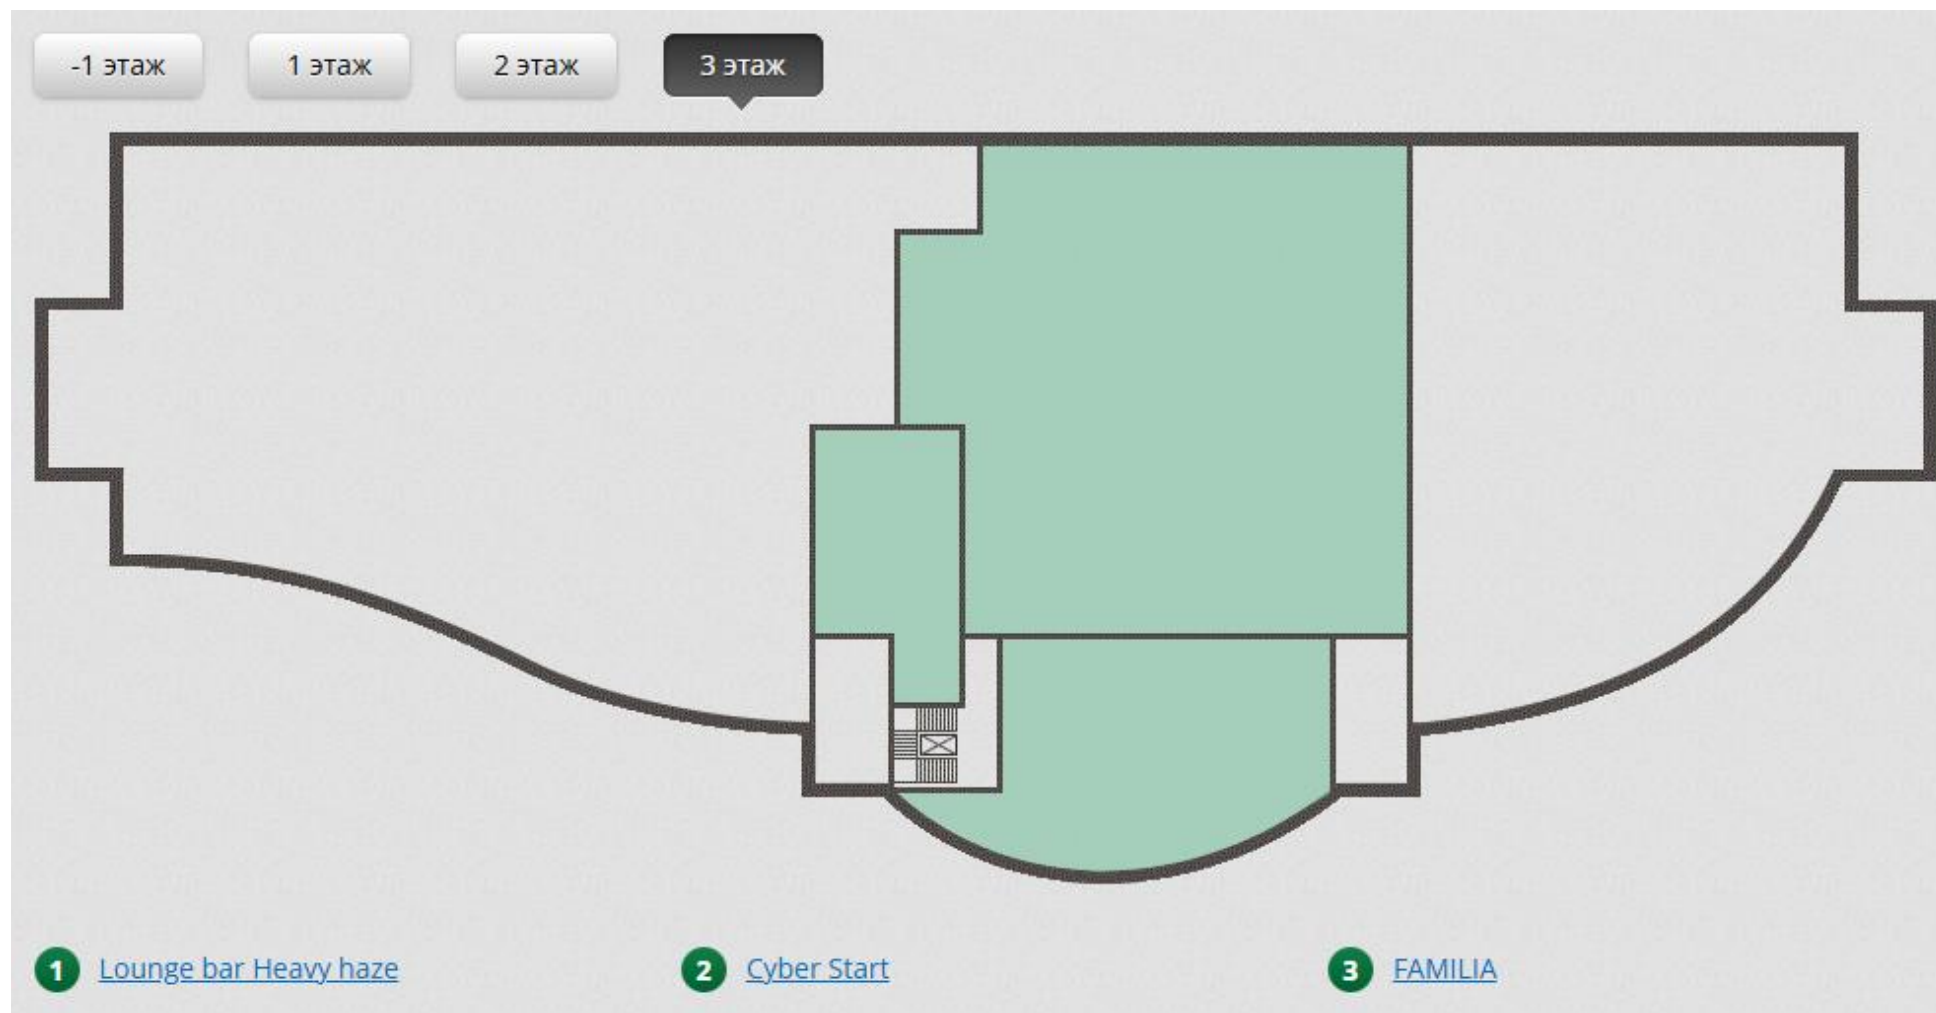 -1 этаж
1 этаж
2 этаж
3 этаж
1 Lounge bar Heavy haze
2 Cyber Start
3 FAMILIA